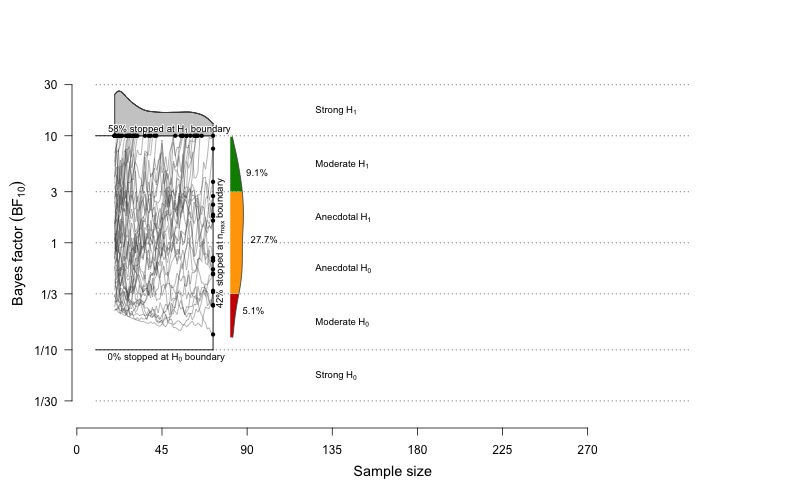 30
Strong H₁
58% stopped at H₁ boundary
10
Moderate H₁
9.1%
3
Anecdotal H₁
42% stopped at nmax boundary
27.7%
1
Anecdotal H₀
1/3
5.1%
Moderate H₀
1/10
0% stopped at H₀ boundary
Strong H₀
1/30
Bayes factor (BF₁₀)
0 45 90 135 180 225 270
Sample size